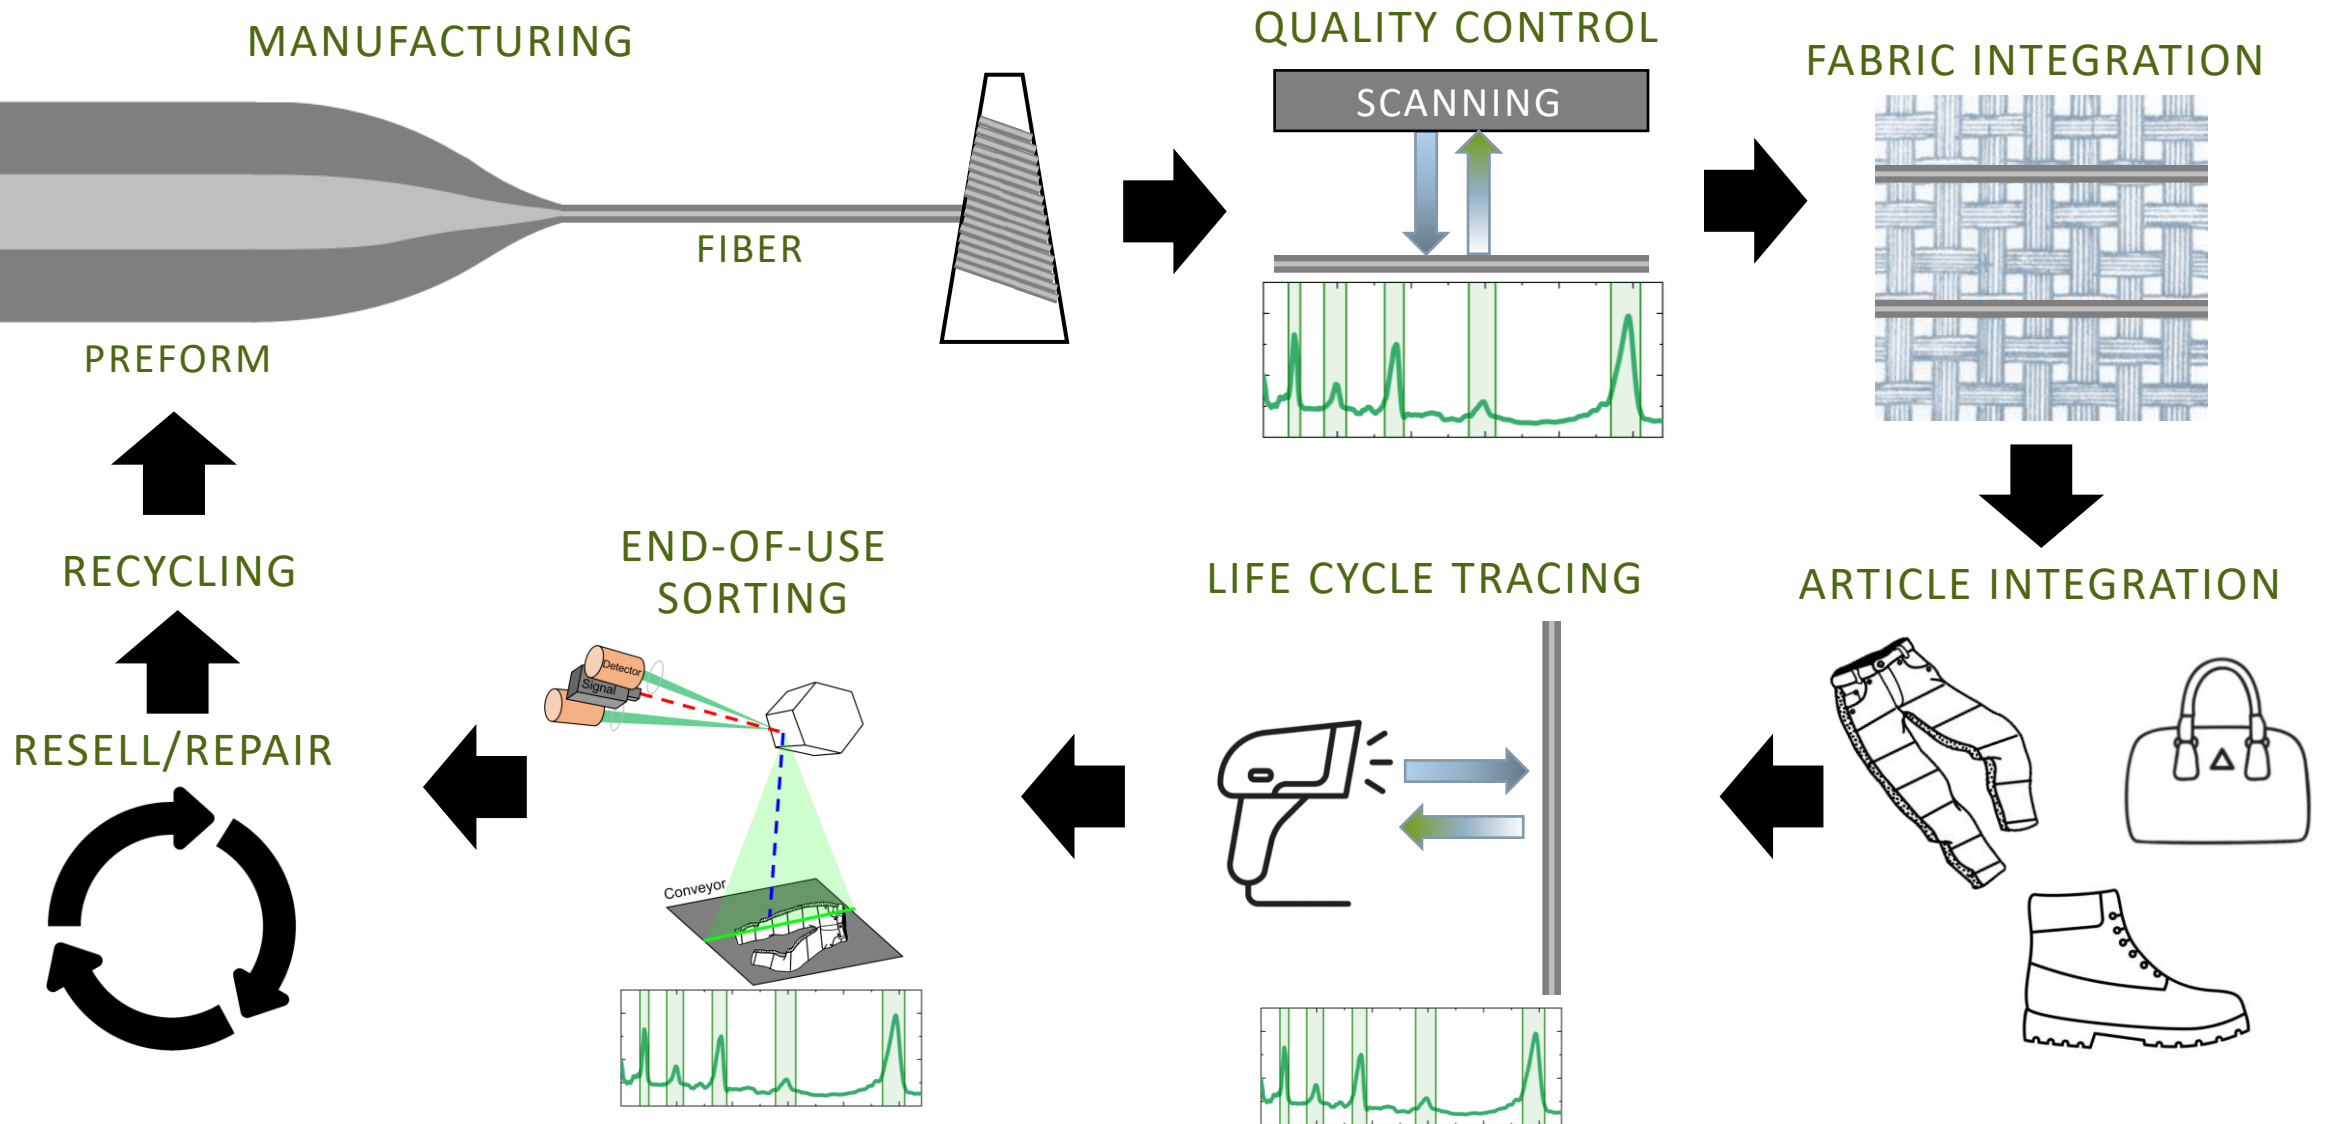 MANUFACTURING
QUALITY CONTROL
FABRIC INTEGRATION
SCANNING
FIBER
PREFORM
END-OF-USE
SORTING
RECYCLING
LIFE CYCLE TRACING
ARTICLE INTEGRATION
Detector
Signal
RESELL/REPAIR
Conveyor